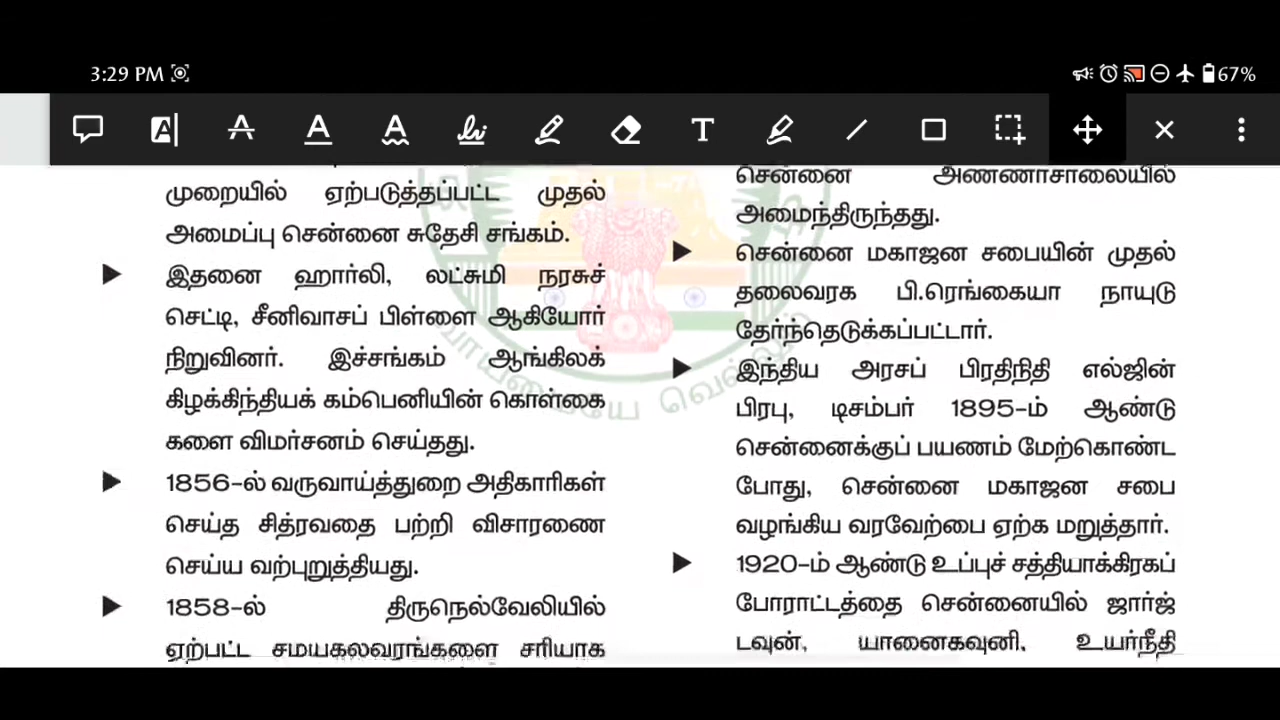 3:29 PM
67%
முறையில் ஏற்படுத்தப்பட்ட முதல்
அமைப்பு சென்னை சுதேசி சங்கம்.
▶ இதனை ஹார்லி, லட்சுமி நரசுச்
செட்டி, சீனிவாசப் பிள்ளை ஆகியோர்
நிறுவினர். இச்சங்கம் ஆங்கிலக்
கிழக்கிந்தியக் கம்பெனியின் கொள்கை
களை விமர்சனம் செய்தது.
▶ 1856-ல் வருவாய்த்துறை அதிகாரிகள்
செய்த சித்ரவதை பற்றி விசாரணை
செய்ய வற்புறுத்தியது.
▶ 1858-ல் திருநெல்வேலியில்
ஏற்பட்ட சமயகலவரங்களை சரியாக
சென்னை அண்ணாசாலையில்
அமைந்திருந்தது.
▶ சென்னை மகாஜன சபையின் முதல்
தலைவரக பி.ரெங்கையா நாயுடு
தேர்ந்தெடுக்கப்பட்டார்.
▶ இந்திய அரசப் பிரதிநிதி எல்ஜின்
பிரபு, டிசம்பர் 1895-ம் ஆண்டு
சென்னைக்குப் பயணம் மேற்கொண்ட
போது, சென்னை மகாஜன சபை
வழங்கிய வரவேற்பை ஏற்க மறுத்தார்.
▶ 1920-ம் ஆண்டு உப்புச் சத்தியாக்கிரகப்
போராட்டத்தை சென்னையில் ஜார்ஜ்
டவுன், யானைகவுனி, உயர்நீதி
வாய்மையே வெல்லும்